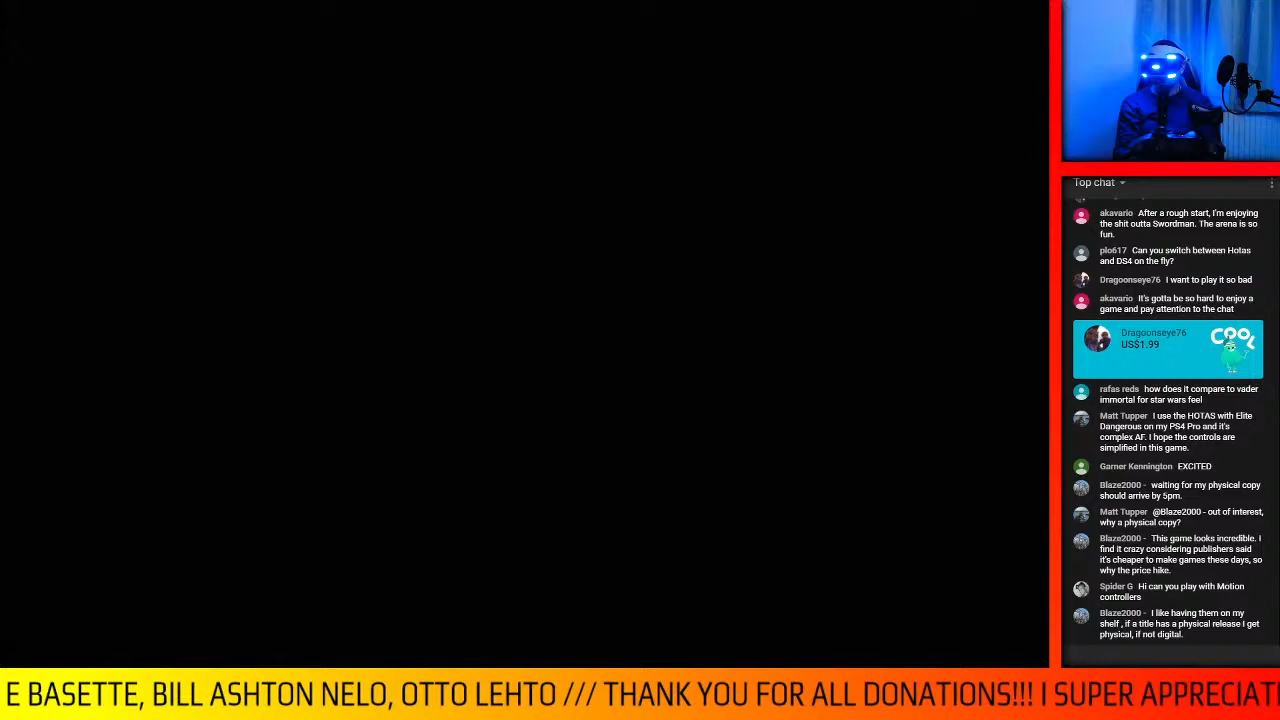 Top chat
akavario After a rough start, I'm enjoying
the shit outta Swordman. The arena is so
fun.
plo617 Can you switch between Hotas
and DS4 on the fly?
Dragoonseye76 I want to play it so bad
akavario It's gotta be so hard to enjoy a
game and pay attention to the chat
Dragoonseye76
US$1.99
COOL
rafas reds how does it compare to vader
immortal for star wars feel
Matt Tupper I use the HOTAS with Elite
Dangerous on my PS4 Pro and it's
complex AF. I hope the controls are
simplified in this game.
Garner Kennington EXCITED
Blaze2000 - waiting for my physical copy
should arrive by 5pm.
Matt Tupper @Blaze2000 - out of interest,
why a physical copy?
Blaze2000 - This game looks incredible. I
find it crazy considering publishers said
it's cheaper to make games these days, so
why the price hike.
Spider G Hi can you play with Motion
controllers
Blaze2000 - I like having them on my
shelf , if a title has a physical release I get
physical, if not digital.
E BASETTE, BILL ASHTON NELO, OTTO LEHTO /// THANK YOU FOR ALL DONATIONS!!! I SUPER APPRECIAT